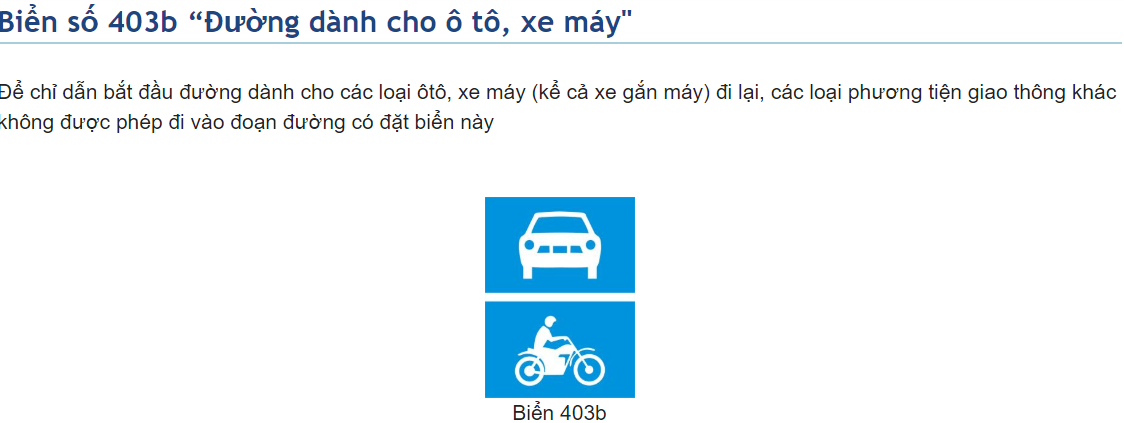 Biển số 403b “Đường dành cho ô tô, xe máy"
Để chỉ dẫn bắt đầu đường dành cho các loại ôtô, xe máy (kể cả xe gắn máy) đi lại, các loại phương tiện giao thông khác
không được phép đi vào đoạn đường có đặt biển này
Biển 403b